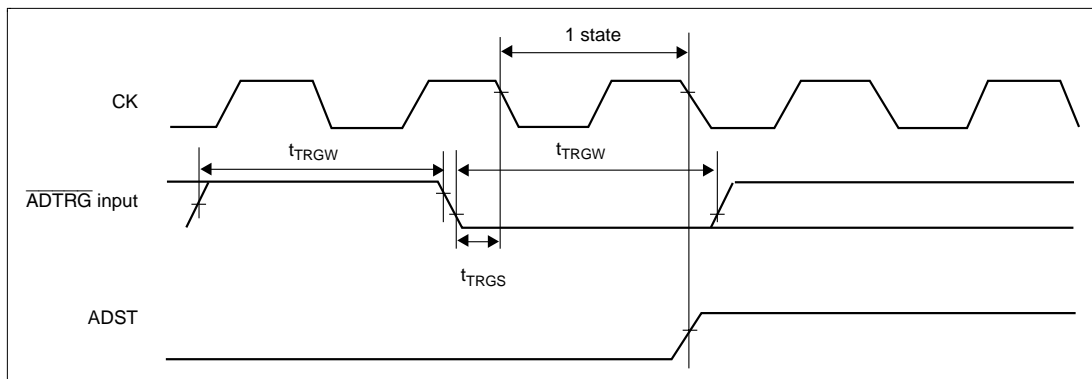 1 state
CK
tTRGW
tTRGW
ADTRG input
tTRGS
ADST